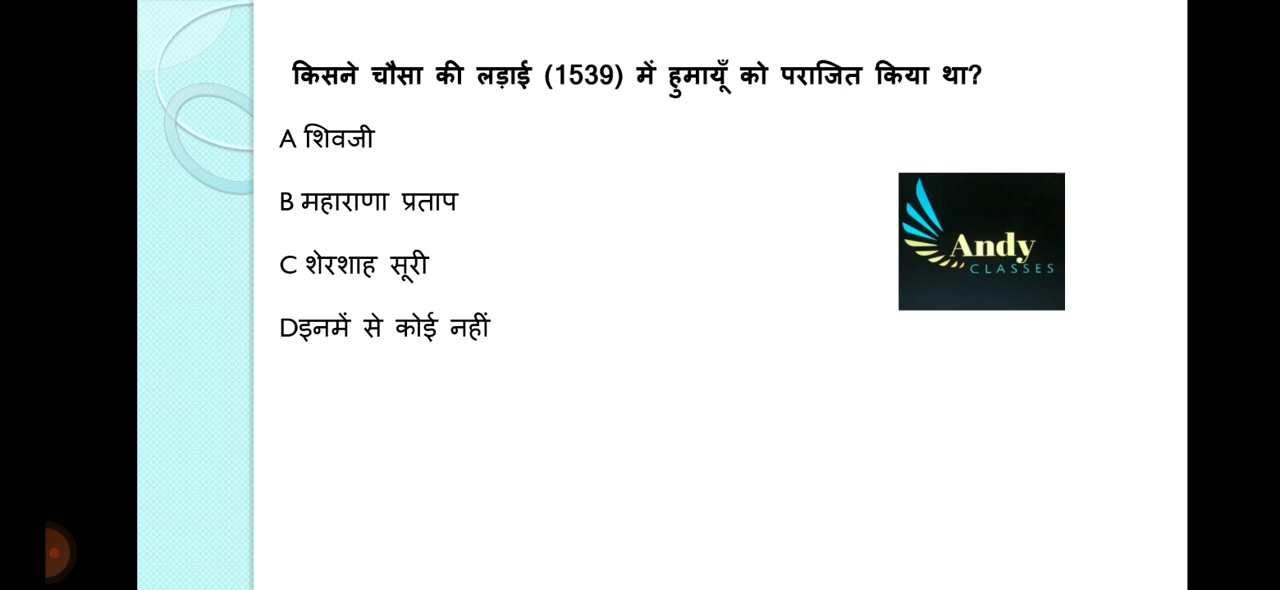 किसने चौसा की लड़ाई (1539) में हुमायूँ को पराजित किया था?
A शिवजी
B महाराणा प्रताप
C शेरशाह सूरी
Dइनमें से कोई नहीं
Andy
CLASSES